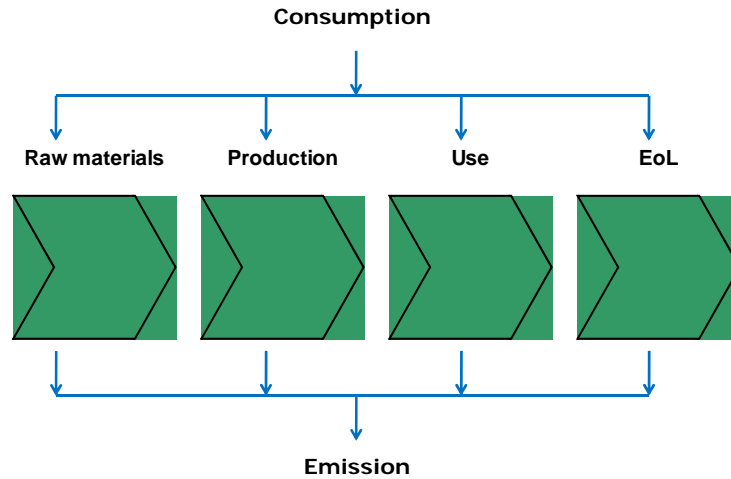 Consumption
Raw materials
Production
Use
EoL
Emission